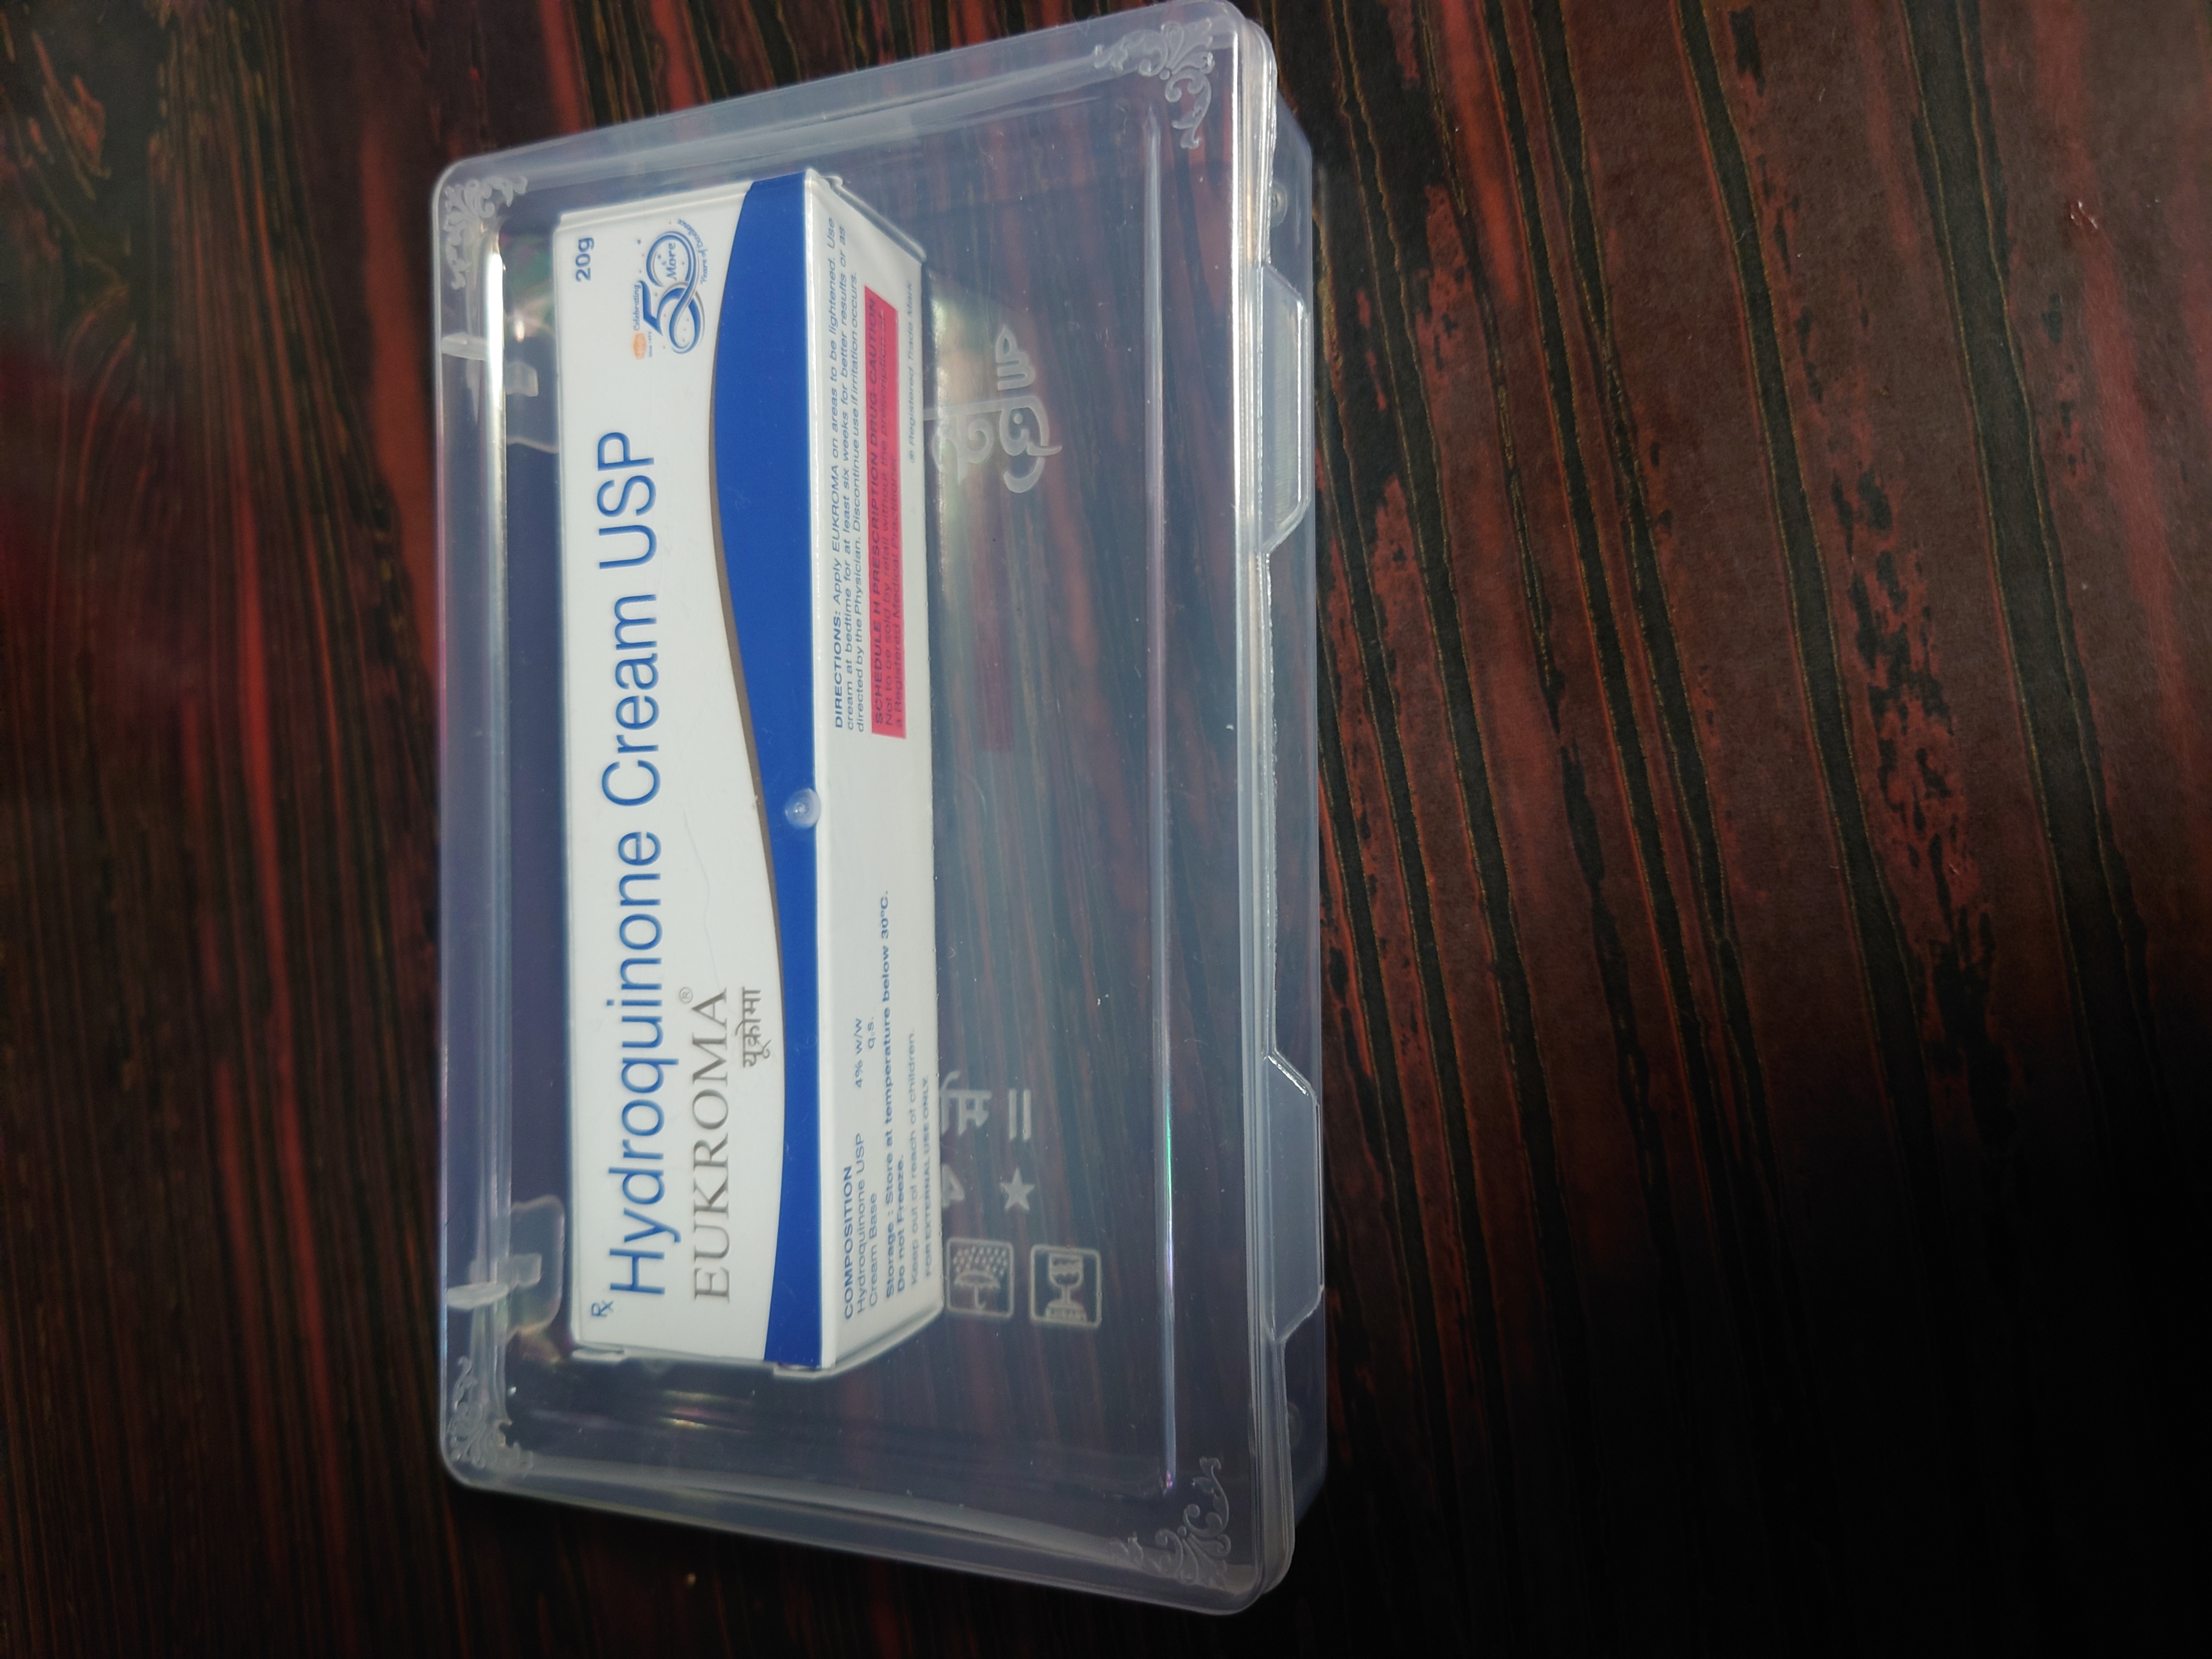 Rx
20g
Hydroquinone Cream USP
EUKROMA®
यूक्रोमा
Celebrating
50
More
Years of
COMPOSITION
Hydroquinone USP 4% w/w
Cream Base q.s.
Storage : Store at temperature below 30°C.
Do not Freeze.
Keep out of reach of children.
FOR EXTERNAL USE ONLY.
DIRECTIONS: Apply EUKROMA on areas to be lightened. Use
cream at bedtime for at least six weeks for better results or as
directed by the Physician. Discontinue use if irritation occurs.
SCHEDULE H PRESCRIPTION DRUG-CAUTION
Not to be sold by retail without the prescription of
a Registered Medical Practitioner.
® Registered Trade Mark